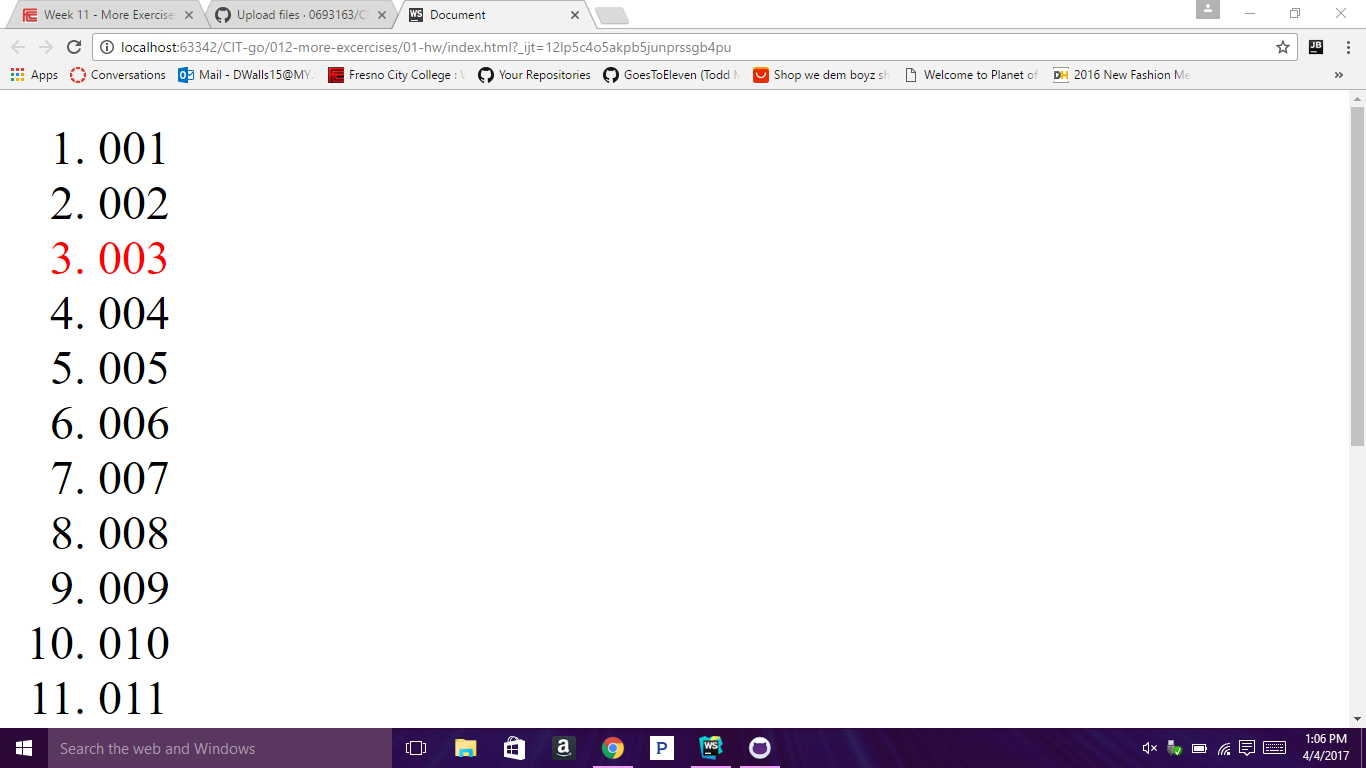 Week 11 - More Exercise
Upload files · 0693163/CI
Document
localhost:63342/CIT-go/012-more-excercises/01-hw/index.html?_ijt=12lp5c4o5akpb5junprssgb4pu
Apps
Conversations
Mail - DWalls15@MY.
Fresno City College :
Your Repositories
GoesToEleven (Todd
Shop we dem boyz sh
Welcome to Planet of
2016 New Fashion Me
»
1. 001
2. 002
3. 003
4. 004
5. 005
6. 006
7. 007
8. 008
9. 009
10. 010
11. 011
Search the web and Windows
1:06 PM
4/4/2017